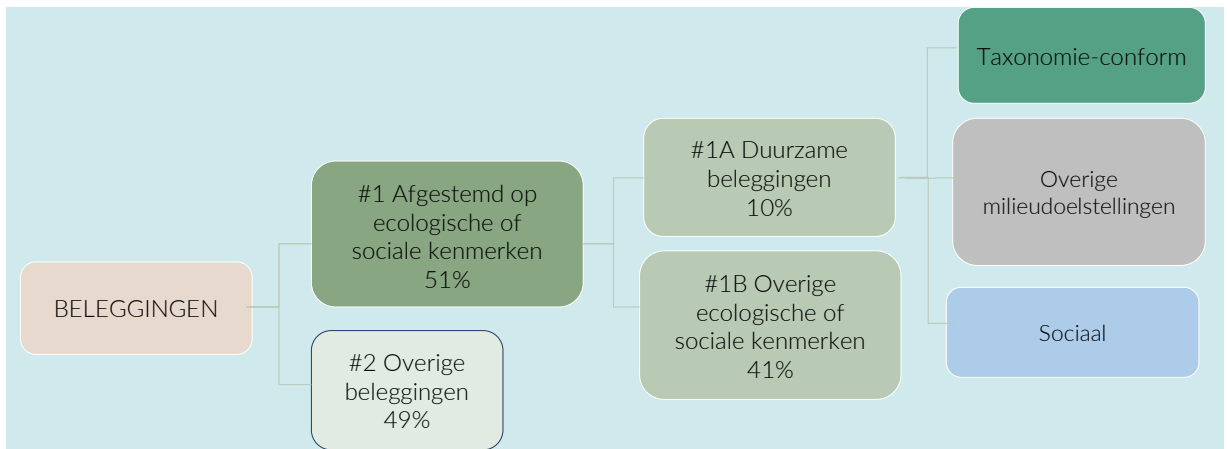 BELEGGINGEN
#1 Afgestemd op
ecologische of
sociale kenmerken
51%
#2 Overige
beleggingen
49%
#1A Duurzame
beleggingen
10%
#1B Overige
ecologische of
sociale kenmerken
41%
Taxonomie-conform
Overige
milieudoelstellingen
Sociaal